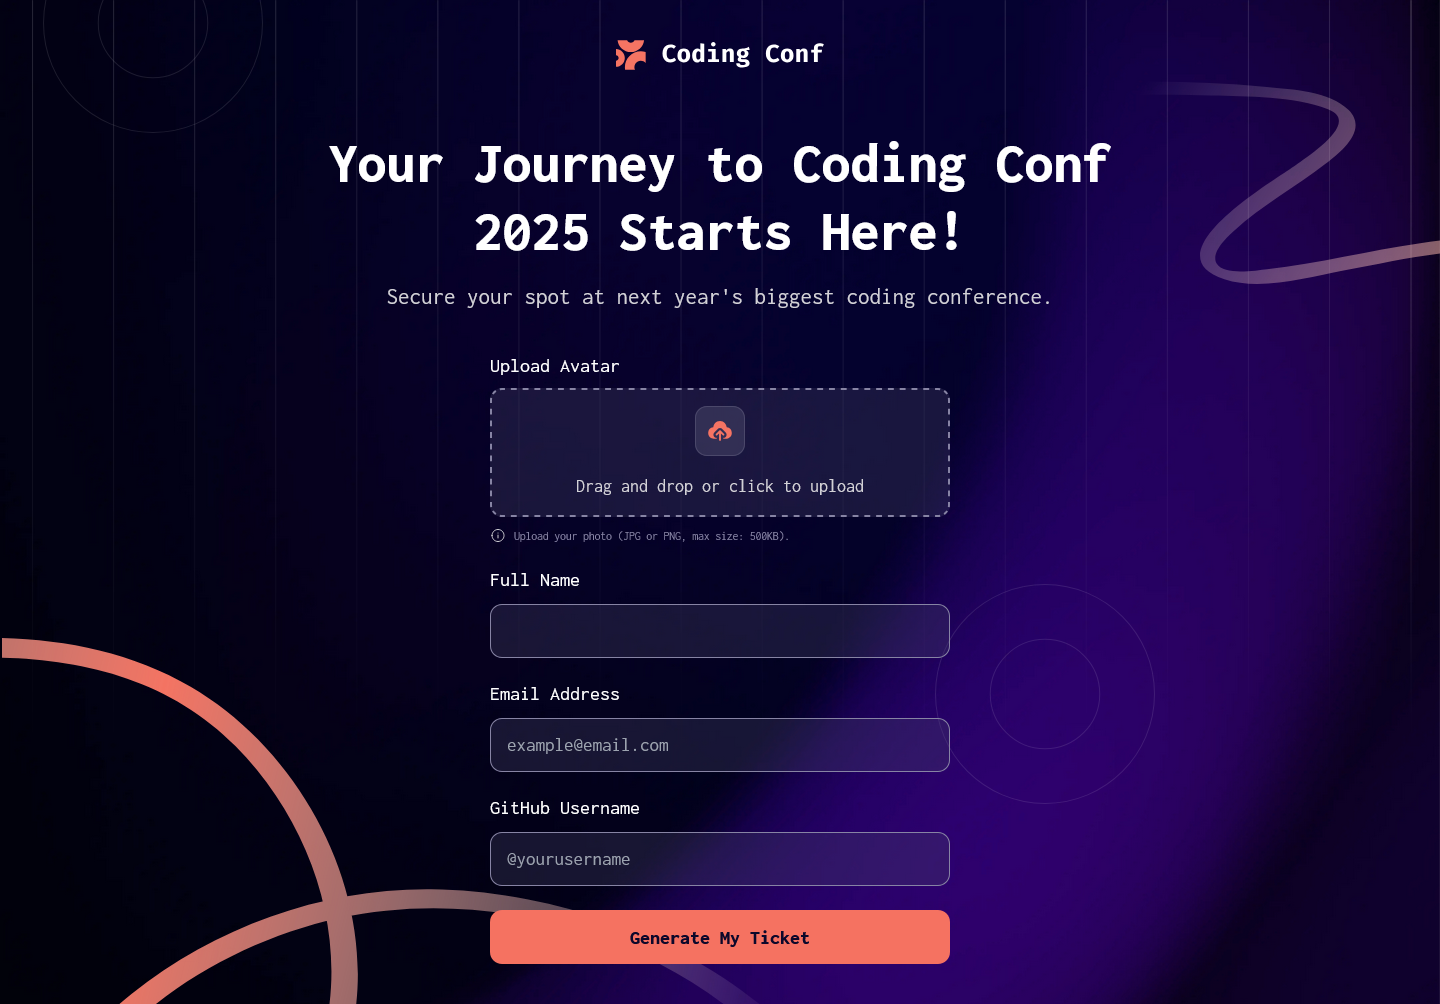 Coding Conf
Your Journey to Coding Conf
2025 Starts Here!
Secure your spot at next year's biggest coding conference.
Upload Avatar
Drag and drop or click to upload
Upload your photo (JPG or PNG, max size: 500KB).
Full Name
Email Address
example@email.com
GitHub Username
@yourusername
Generate My Ticket